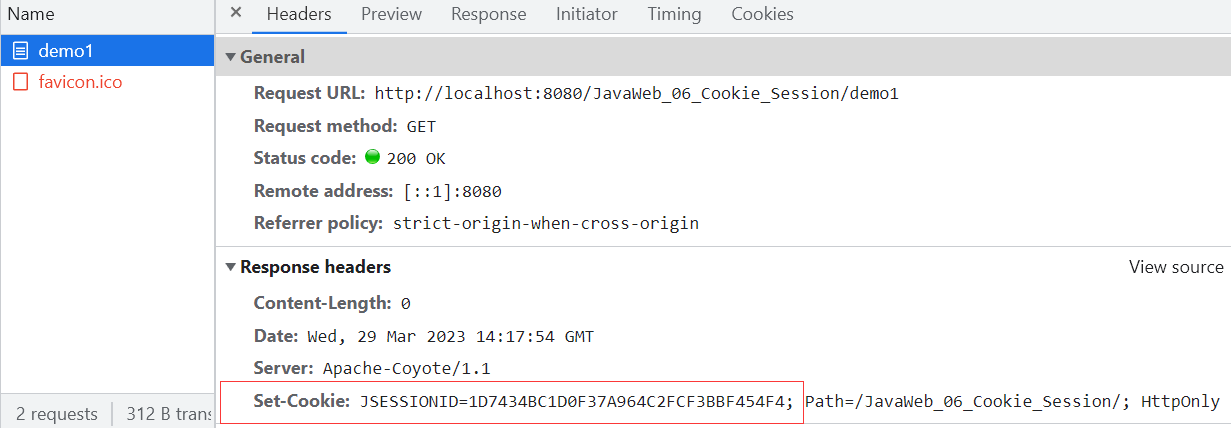 Name
× Headers Preview Response Initiator Timing Cookies
demo1
favicon.ico
▼ General
Request URL: http://localhost:8080/JavaWeb_06_Cookie_Session/demo1
Request method: GET
Status code: 200 OK
Remote address: [::1]:8080
Referrer policy: strict-origin-when-cross-origin
▼ Response headers View source
Content-Length: 0
Date: Wed, 29 Mar 2023 14:17:54 GMT
Server: Apache-Coyote/1.1
Set-Cookie: JSESSIONID=1D7434BC1D0F37A964C2FCF3BBF454F4; Path=/JavaWeb_06_Cookie_Session/; HttpOnly
2 requests 312 B trans